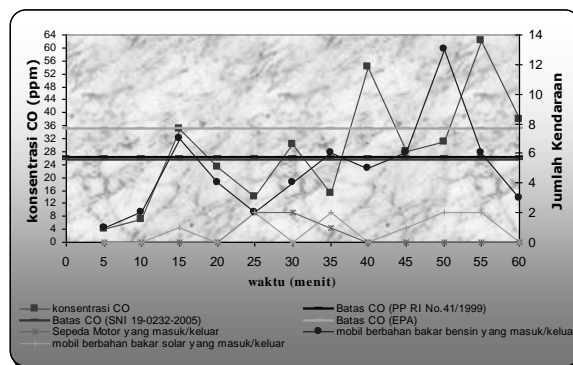 konsentrasi CO (ppm)
64
60
56
52
48
44
40
36
32
28
24
20
16
12
8
4
0
14
12
10
8
6
4
2
0
Jumlah Kendaraan
0 5 10 15 20 25 30 35 40 45 50 55 60
waktu (menit)
konsentrasi CO
Batas CO (PP RI No.41/1999)
Batas CO (SNI 19-0232-2005)
Batas CO (EPA)
Sepeda Motor yang masuk/keluar
mobil berbahan bakar bensin yang masuk/keluar
mobil berbahan bakar solar yang masuk/keluar